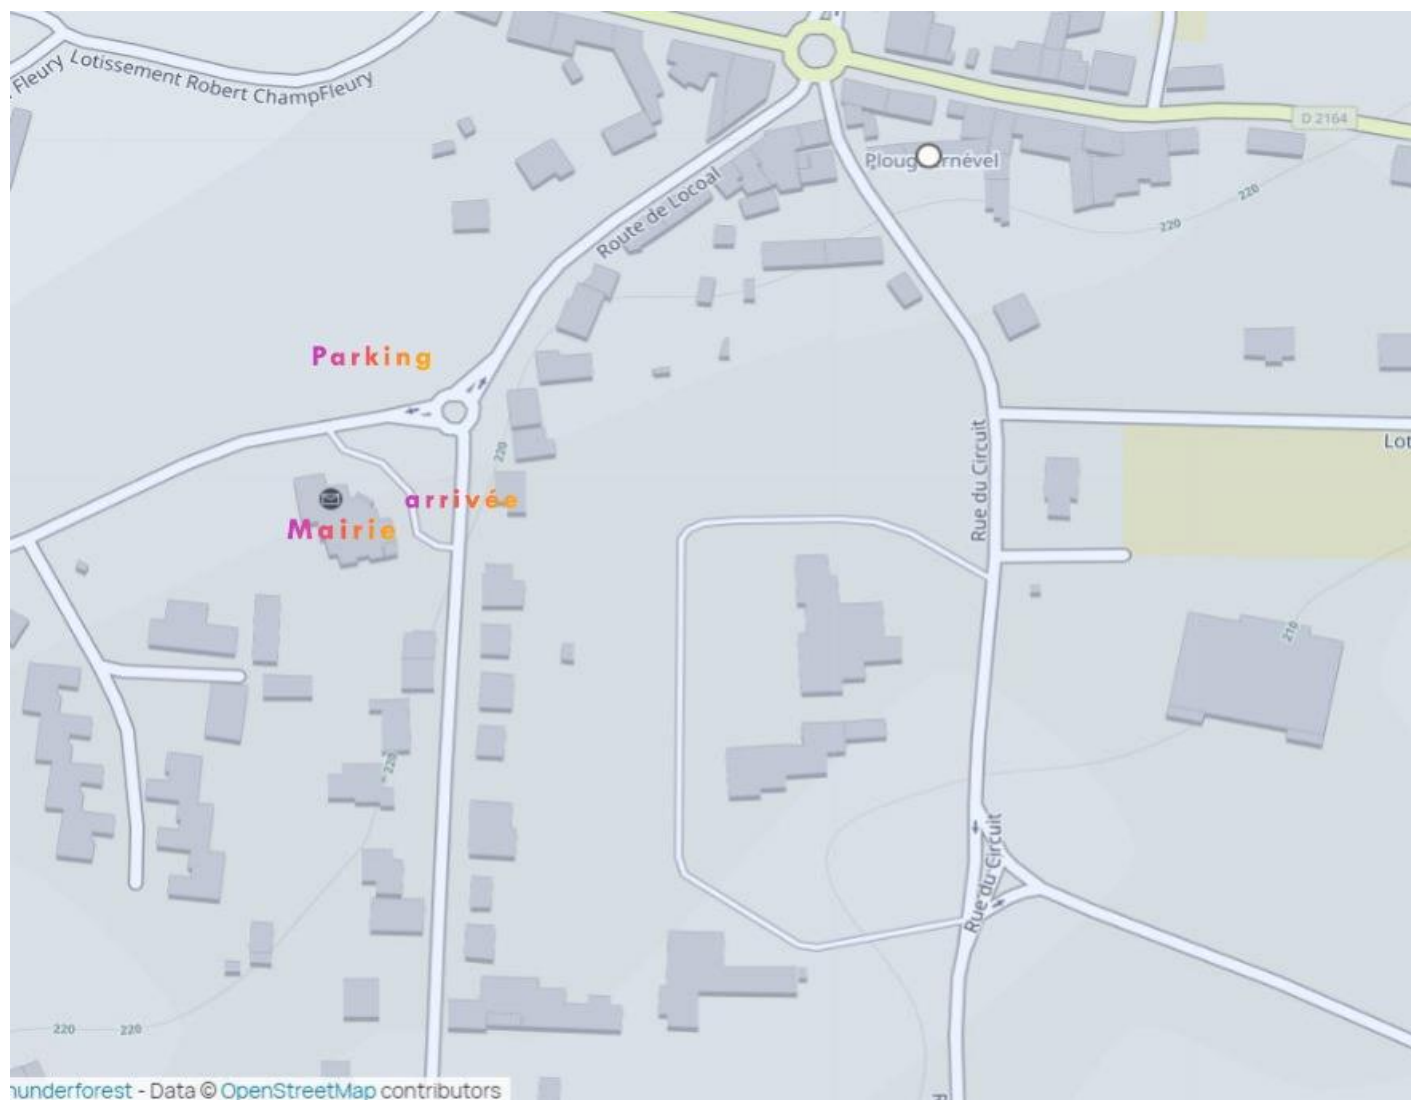 Fleury
Lotissement Robert ChampFleury
D 2164
Route de Locoal
220
220
Parking
220
Rue du Circuit
Lot
arrivée
Mairie
210
220
Rue du Circuit
220
220
hunderforest - Data © OpenStreetMap contributors